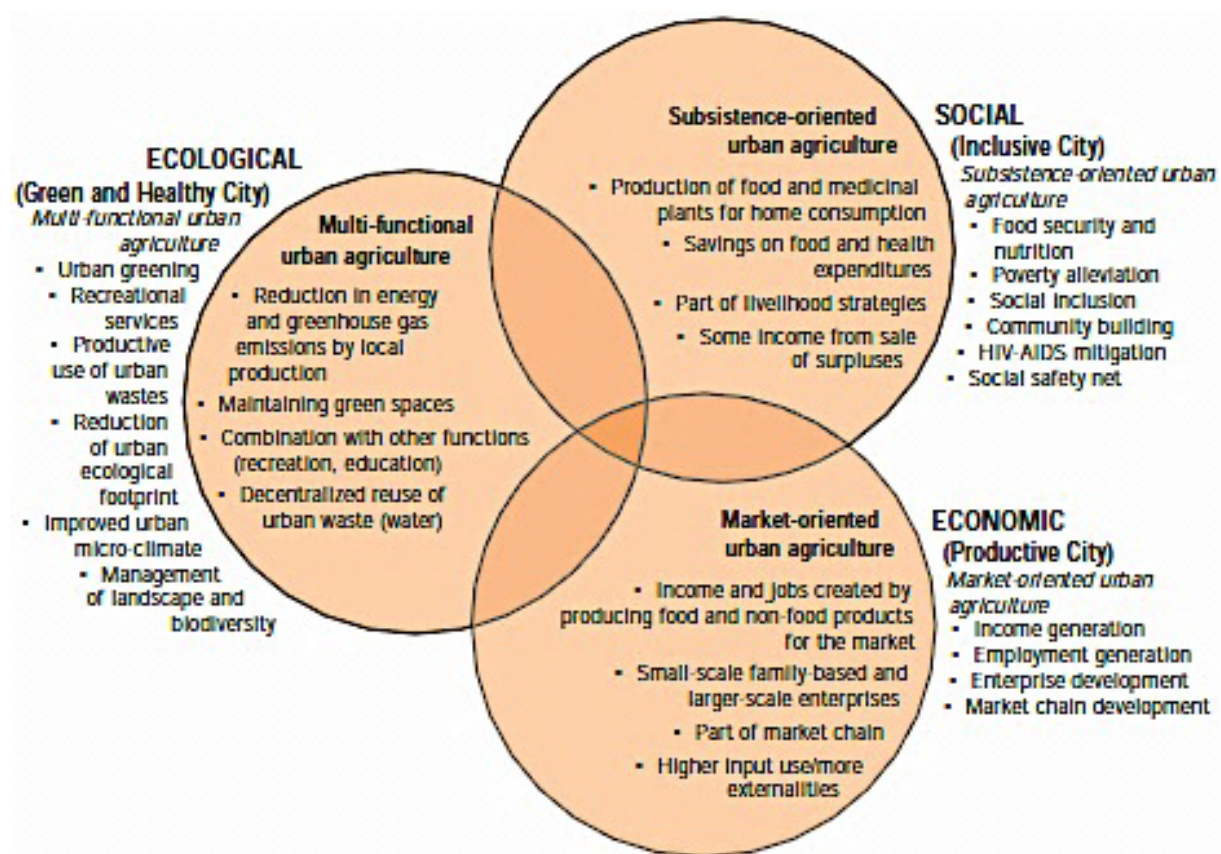 ECOLOGICAL
(Green and Healthy City)
Multi-functional urban
agriculture
▪ Urban greening
▪ Recreational
services
▪ Productive
use of urban
wastes
▪ Reduction
of urban
ecological
footprint
▪ Improved urban
micro-climate
▪ Management
of landscape and
biodiversity
Multi-functional
urban agriculture
▪ Reduction in energy
and greenhouse gas
emissions by local
production
▪ Maintaining green spaces
▪ Combination with other functions
(recreation, education)
▪ Decentralized reuse of
urban waste (water)
Subsistence-oriented
urban agriculture
▪ Production of food and medicinal
plants for home consumption
▪ Savings on food and health
expenditures
▪ Part of livelihood strategies
▪ Some income from sale
of surpluses
SOCIAL
(Inclusive City)
Subsistence-oriented urban
agriculture
▪ Food security and
nutrition
▪ Poverty alleviation
▪ Social inclusion
▪ Community building
▪ HIV-AIDS mitigation
▪ Social safety net
Market-oriented
urban agriculture
▪ Income and jobs created by
producing food and non-food products
for the market
▪ Small-scale family-based and
larger-scale enterprises
▪ Part of market chain
▪ Higher input use/more
externalities
ECONOMIC
(Productive City)
Market-oriented urban
agriculture
▪ Income generation
▪ Employment generation
▪ Enterprise development
▪ Market chain development